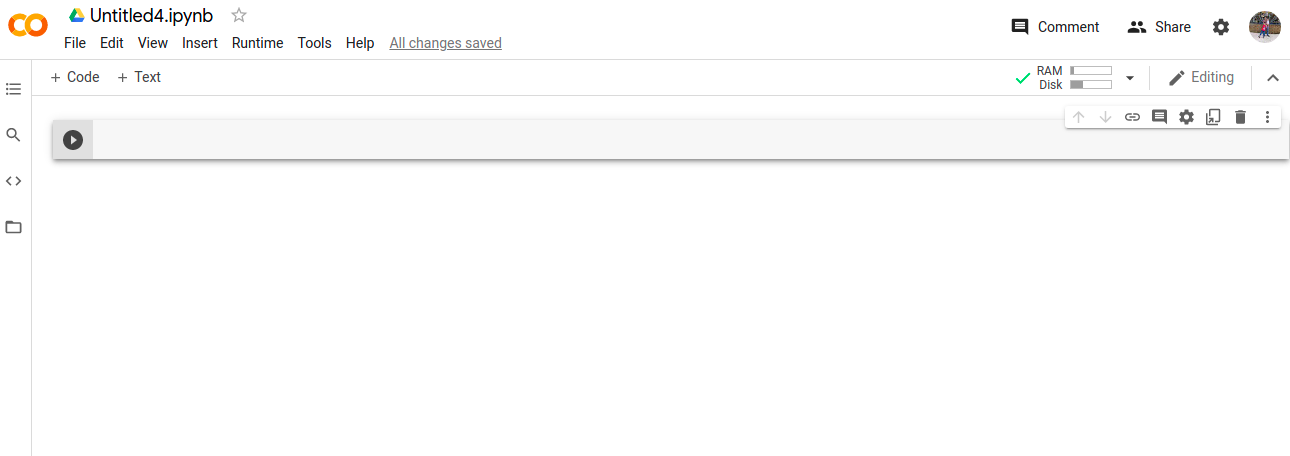 Untitled4.ipynb
File Edit View Insert Runtime Tools Help All changes saved
Comment Share
+ Code + Text
RAM
Disk
Editing